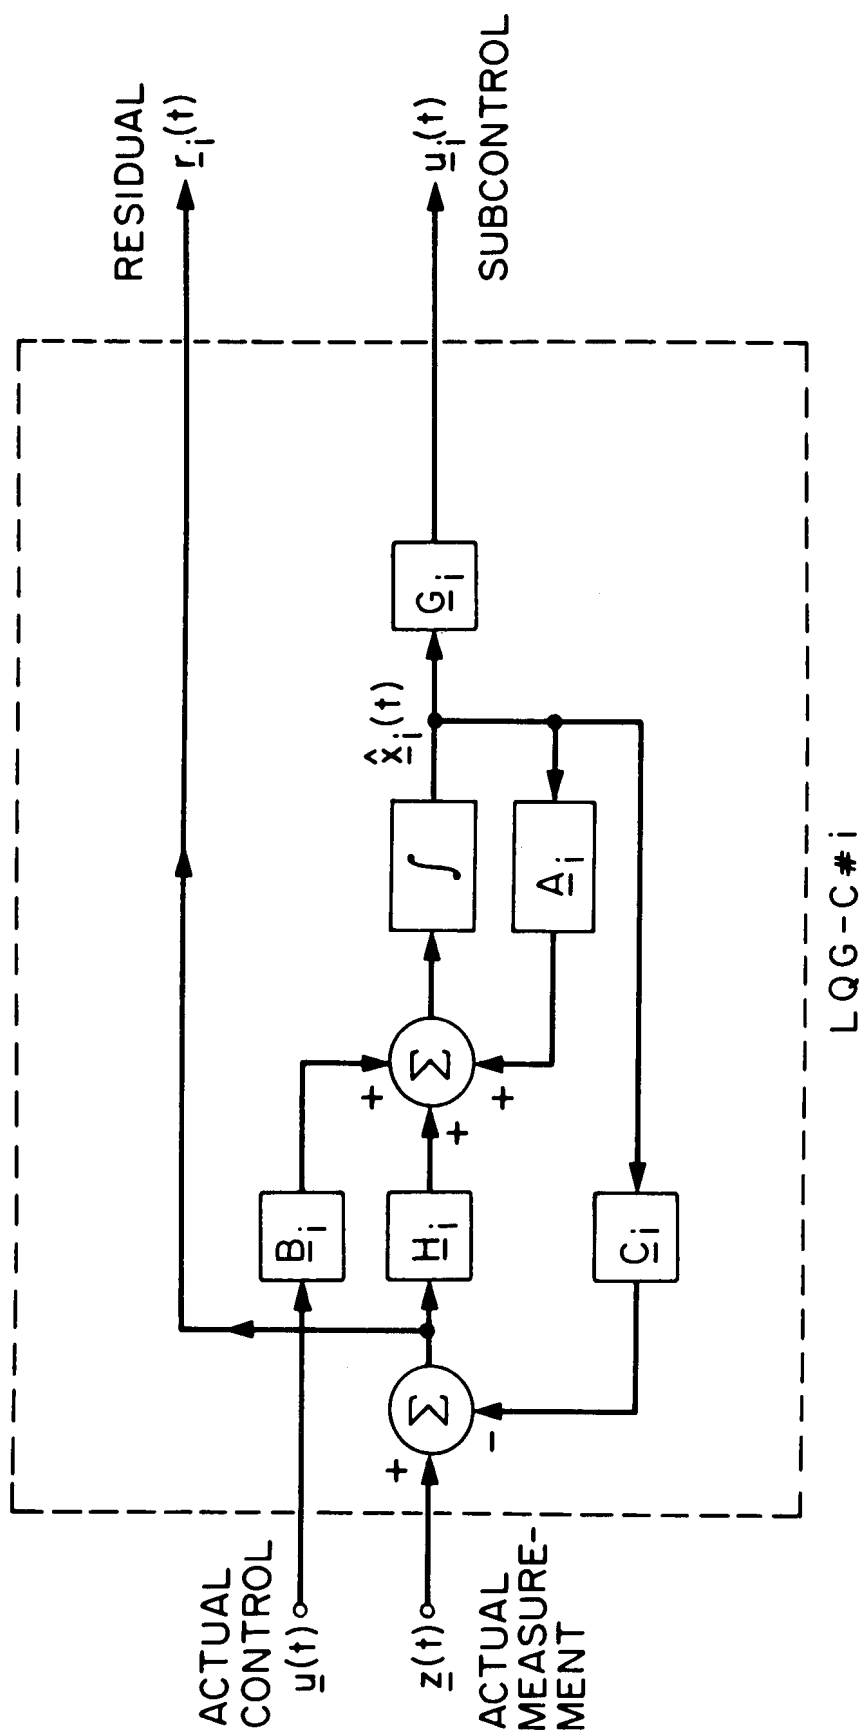 RESIDUAL
r_i(t)
ACTUAL
CONTROL
u(t)
B_i
+
x̂_i(t)
z(t)
+
Σ
-
H_i
+
Σ
∫
G_i
u_i(t)
SUBCONTROL
ACTUAL
MEASURE-
MENT
+
A_i
C_i
LQG-C#i